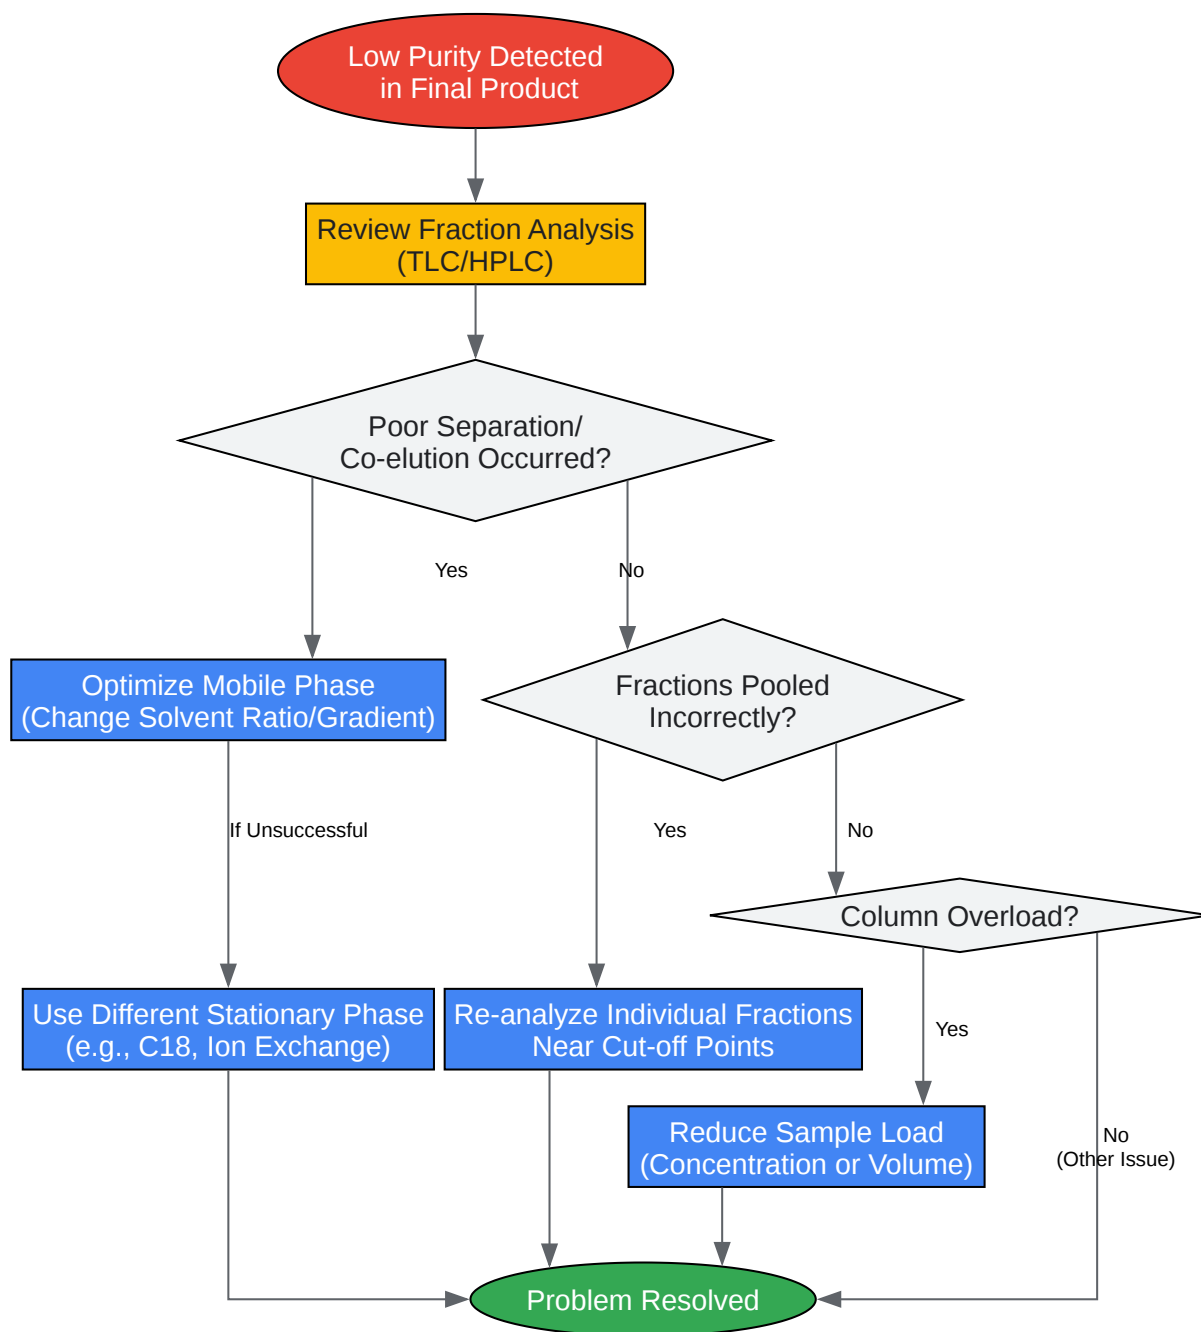 Low Purity Detected
in Final Product
Review Fraction Analysis
(TLC/HPLC)
Poor Separation/
Co-elution Occurred?
Yes
No
Optimize Mobile Phase
(Change Solvent Ratio/Gradient)
Fractions Pooled
Incorrectly?
If Unsuccessful
Yes
No
Column Overload?
Use Different Stationary Phase
(e.g., C18, Ion Exchange)
Re-analyze Individual Fractions
Near Cut-off Points
Yes
Reduce Sample Load
(Concentration or Volume)
No
(Other Issue)
Problem Resolved